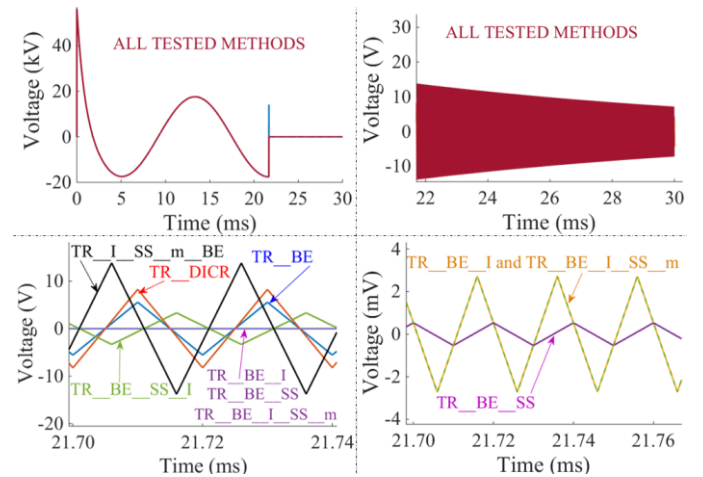 ALL TESTED METHODS
Voltage (kV)
40
20
0
-20
0 5 10 15 20 25 30
Time (ms)
ALL TESTED METHODS
Voltage (V)
30
20
10
0
-10
22 24 26 28 30
Time (ms)
TR__I__SS__m__BE
TR__DICR
TR__BE
Voltage (V)
10
0
-10
-20
TR__BE__SS__I
TR__BE__I
TR__BE__SS
TR__BE__I__SS__m
21.70 21.72 21.74
Time (ms)
TR__BE__I and TR__BE__I__SS__m
Voltage (mV)
4
2
0
-2
-4
TR__BE__SS
21.70 21.72 21.74 21.76
Time (ms)